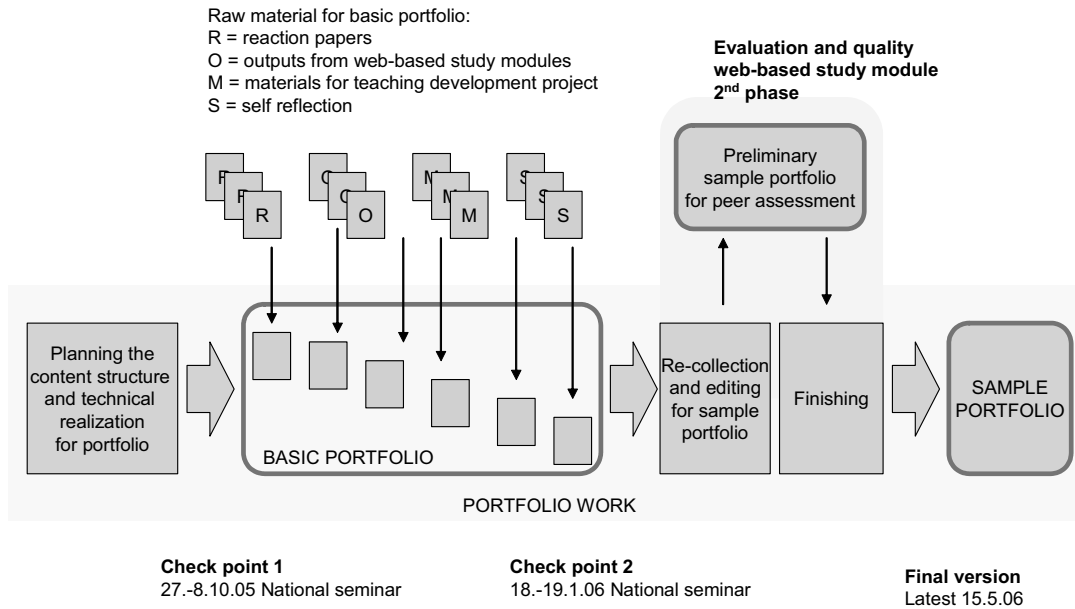 Raw material for basic portfolio:
R = reaction papers
O = outputs from web-based study modules
M = materials for teaching development project
S = self reflection
Evaluation and quality
web-based study module
2nd phase
Preliminary
sample portfolio
for peer assessment
R
R
R
O
O
O
M
M
M
S
S
S
Planning the
content structure
and technical
realization
for portfolio
BASIC PORTFOLIO
Re-collection
and editing
for sample
portfolio
Finishing
SAMPLE
PORTFOLIO
PORTFOLIO WORK
Check point 1
27.-8.10.05 National seminar
Check point 2
18.-19.1.06 National seminar
Final version
Latest 15.5.06